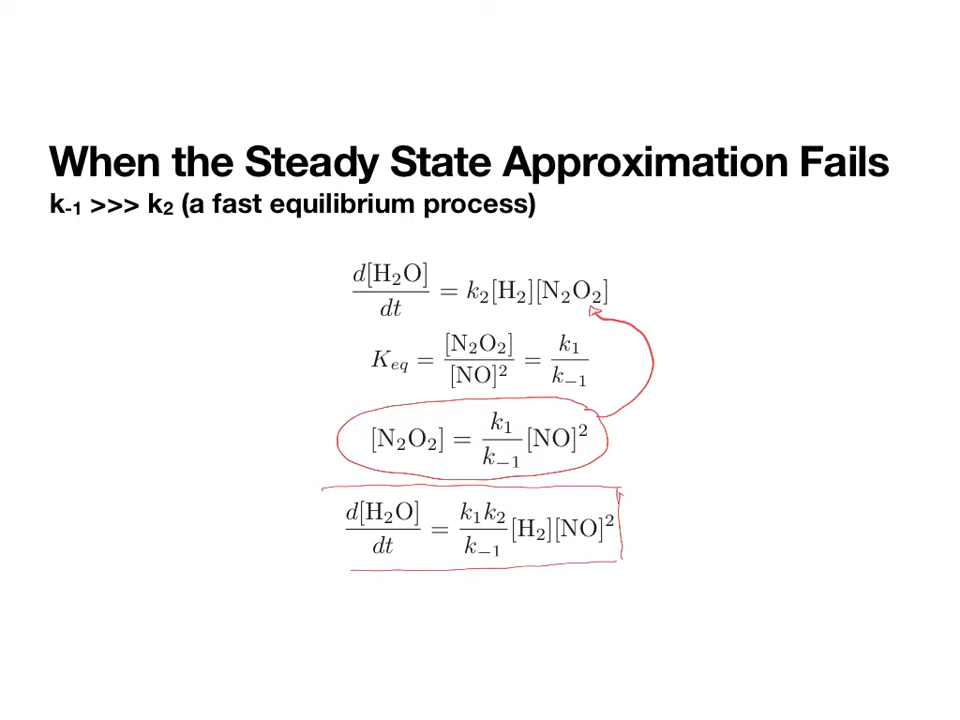 When the Steady State Approximation Fails
k₋₁ >>> k₂ (a fast equilibrium process)
d[H₂O]/dt = k₂[H₂][N₂O₂]
K_eq = [N₂O₂]/[NO]² = k₁/k₋₁
[N₂O₂] = k₁/k₋₁ [NO]²
d[H₂O]/dt = k₁k₂/k₋₁ [H₂][NO]²